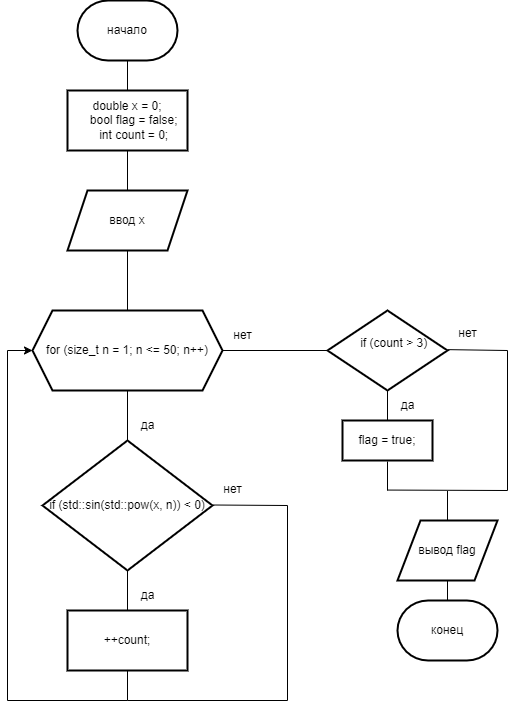 начало
double x = 0;
bool flag = false;
int count = 0;
ввод x
for (size_t n = 1; n <= 50; n++)
нет
if (count > 3)
нет
да
да
flag = true;
if (std::sin(std::pow(x, n)) < 0)
нет
вывод flag
да
++count;
конец